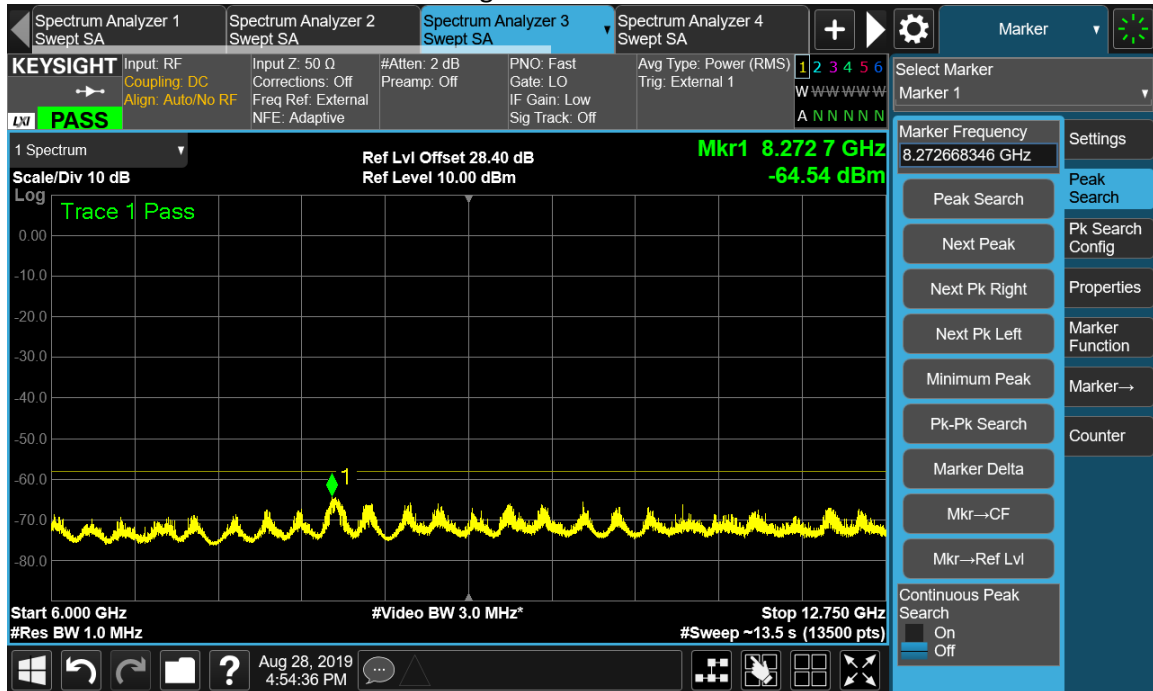 Spectrum Analyzer 1
Swept SA
Spectrum Analyzer 2
Swept SA
Spectrum Analyzer 3
Swept SA
Spectrum Analyzer 4
Swept SA
+
Marker
KEYSIGHT
LXI
PASS
Input: RF
Coupling: DC
Align: Auto/No RF
Input Z: 50 Ω
Corrections: Off
Freq Ref: External
NFE: Adaptive
#Atten: 2 dB
Preamp: Off
PNO: Fast
Gate: LO
IF Gain: Low
Sig Track: Off
Avg Type: Power (RMS)
Trig: External 1
1 2 3 4 5 6
W W W W W W
A N N N N N
Select Marker
Marker 1
1 Spectrum
Scale/Div 10 dB
Ref Lvl Offset 28.40 dB
Ref Level 10.00 dBm
Mkr1 8.272 7 GHz
-64.54 dBm
Log
Trace 1 Pass
0.00
-10.0
-20.0
-30.0
-40.0
-50.0
-60.0
-70.0
-80.0
1
Start 6.000 GHz
#Res BW 1.0 MHz
#Video BW 3.0 MHz*
Stop 12.750 GHz
#Sweep ~13.5 s (13500 pts)
Marker Frequency
8.272668346 GHz
Peak Search
Next Peak
Next Pk Right
Next Pk Left
Minimum Peak
Pk-Pk Search
Marker Delta
Mkr→CF
Mkr→Ref Lvl
Continuous Peak
Search
On
Off
Settings
Peak
Search
Pk Search
Config
Properties
Marker
Function
Marker→
Counter
?
Aug 28, 2019
4:54:36 PM